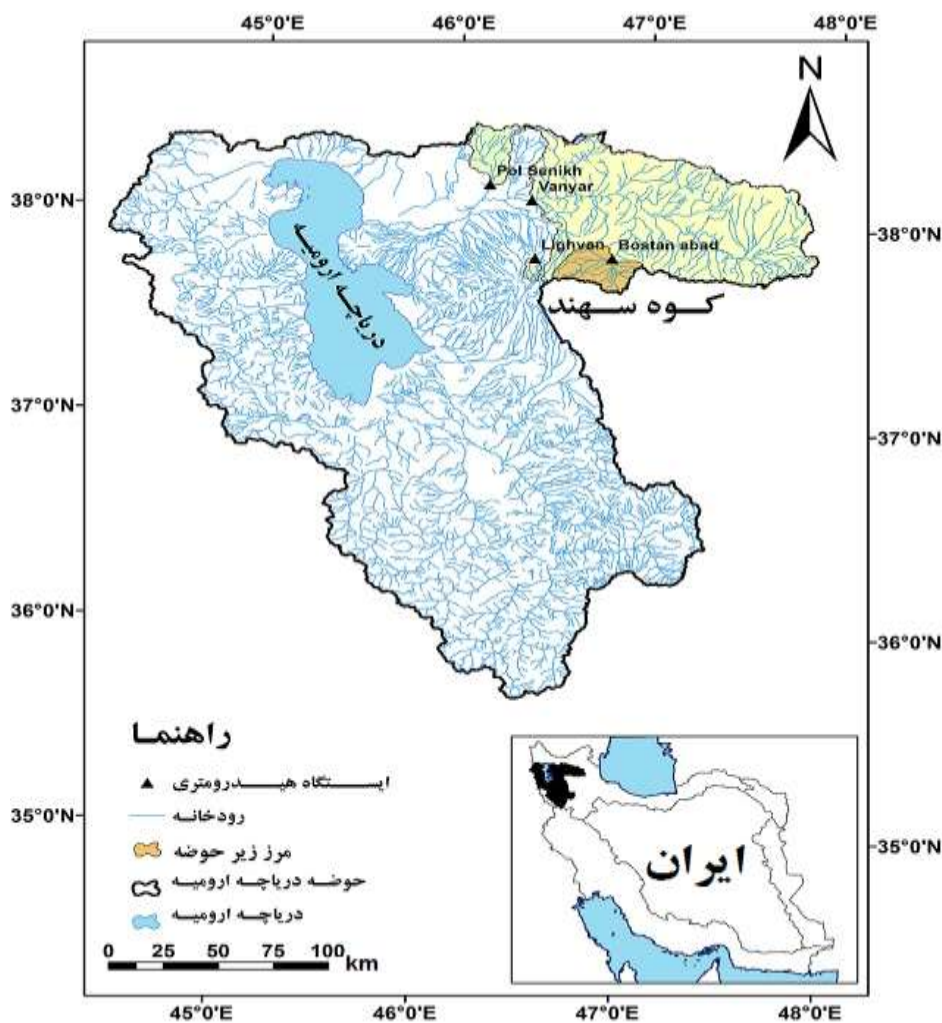 45°0'E 46°0'E 47°0'E 48°0'E
N
38°0'N
Pol Senikh
Vanyar
38°0'N
Lighvan Bostan abad
دریاچه ارومیه
کوه سهند
37°0'N
37°0'N
36°0'N
36°0'N
راهنما
ایستگاه هیدرومتری
رودخانه
مرز زیر حوضه
حوضه دریاچه ارومیه
دریاچه ارومیه
0 25 50 75 100
km
35°0'N
35°0'N
ایران
45°0'E 46°0'E 47°0'E 48°0'E